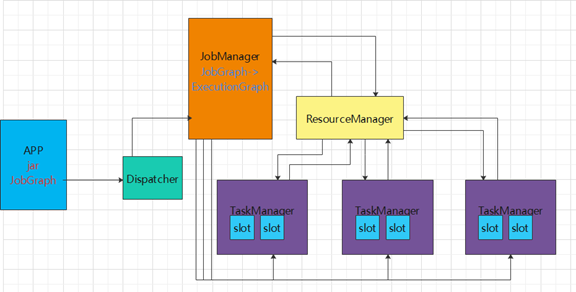 JobManager
JobGraph->
ExecutionGraph
ResourceManager
APP
jar
JobGraph
Dispatcher
TaskManager
slot
slot
TaskManager
slot
slot
TaskManager
slot
slot